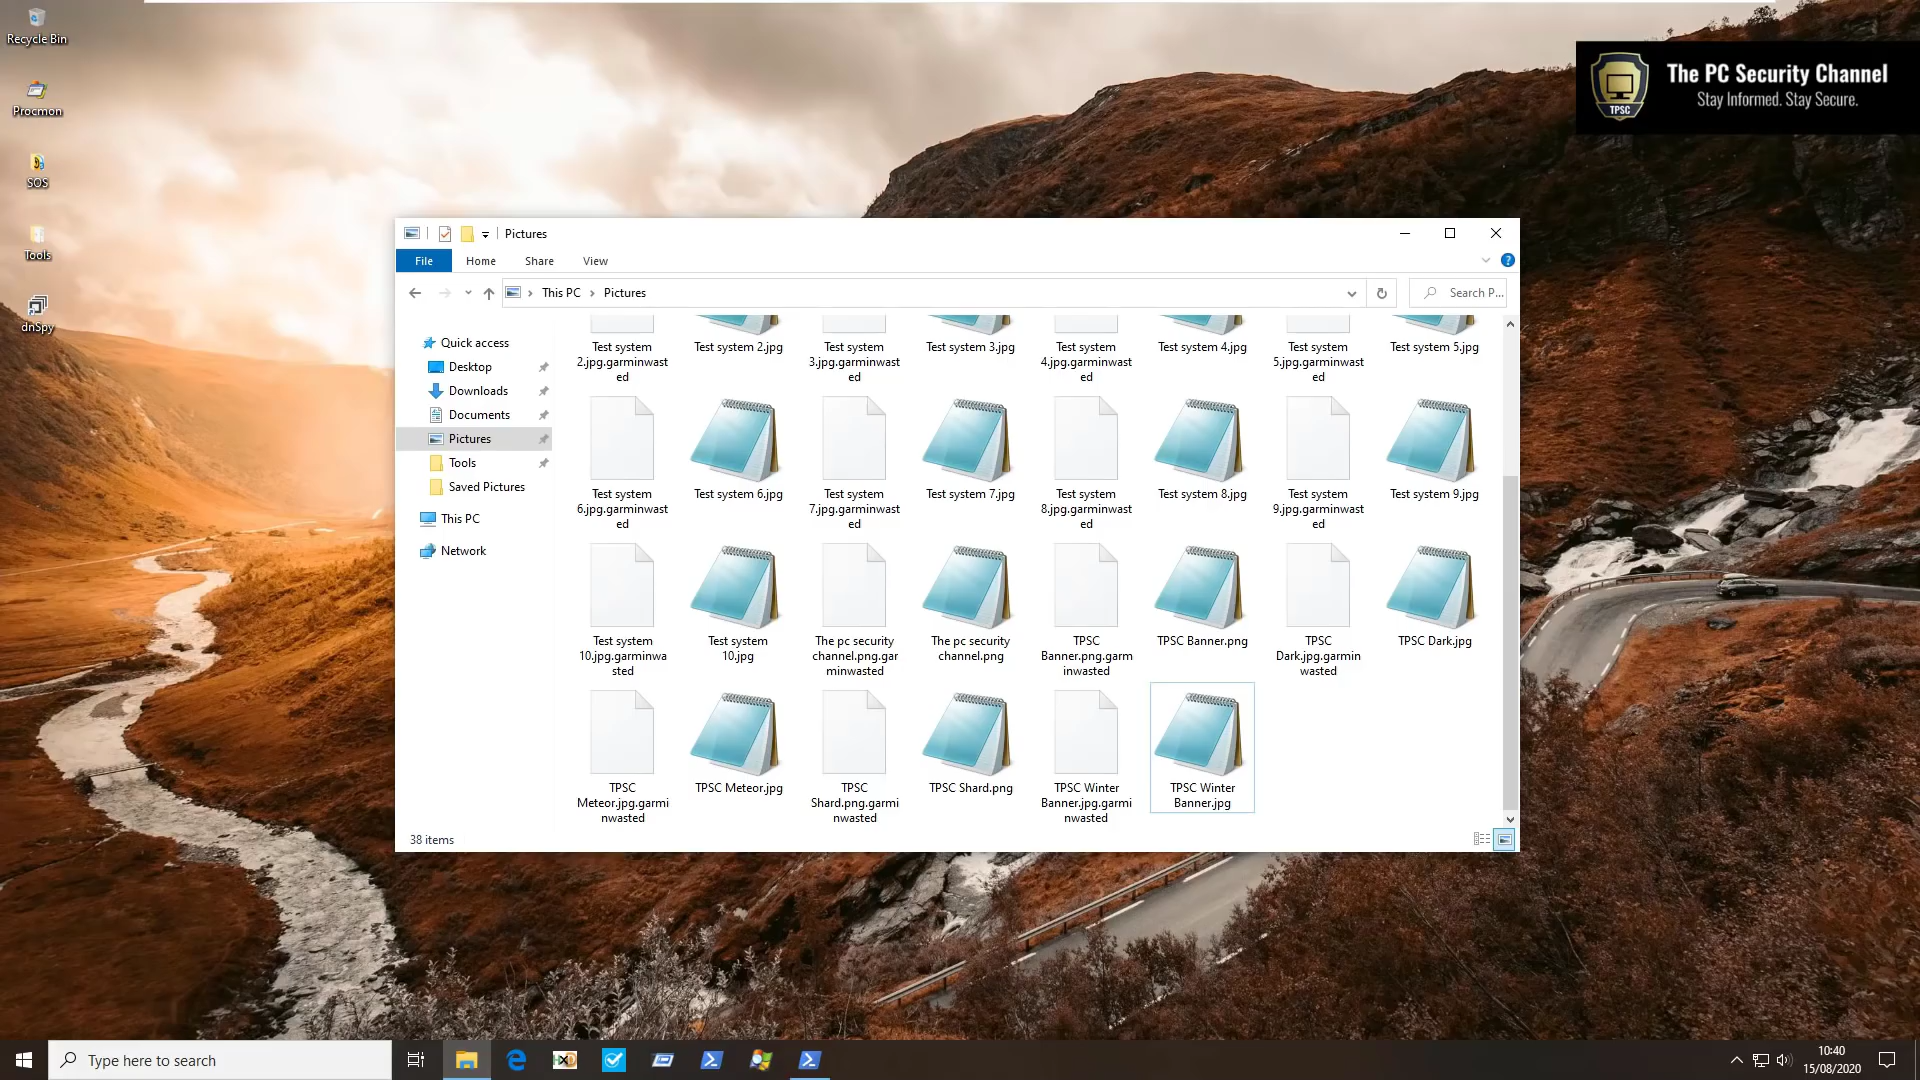 Recycle Bin
Procmon
SOS
Tools
dnSpy
The PC Security Channel
Stay Informed. Stay Secure.
TPSC
Pictures
File
Home
Share
View
This PC
Pictures
Search P...
Quick access
Desktop
Downloads
Documents
Pictures
Tools
Saved Pictures
This PC
Network
Test system
2.jpg.garminwast
ed
Test system 2.jpg
Test system
3.jpg.garminwast
ed
Test system 3.jpg
Test system
4.jpg.garminwast
ed
Test system 4.jpg
Test system
5.jpg.garminwast
ed
Test system 5.jpg
Test system
6.jpg.garminwast
ed
Test system 6.jpg
Test system
7.jpg.garminwast
ed
Test system 7.jpg
Test system
8.jpg.garminwast
ed
Test system 8.jpg
Test system
9.jpg.garminwast
ed
Test system 9.jpg
Test system
10.jpg.garminwa
sted
Test system
10.jpg
The pc security
channel.png.gar
minwasted
The pc security
channel.png
TPSC
Banner.png.garm
inwasted
TPSC Banner.png
TPSC
Dark.jpg.garmin
wasted
TPSC Dark.jpg
TPSC
Meteor.jpg.garmi
nwasted
TPSC Meteor.jpg
TPSC
Shard.png.garmi
nwasted
TPSC Shard.png
TPSC Winter
Banner.jpg.garmi
nwasted
TPSC Winter
Banner.jpg
38 items
Type here to search
HXD
10:40
15/08/2020